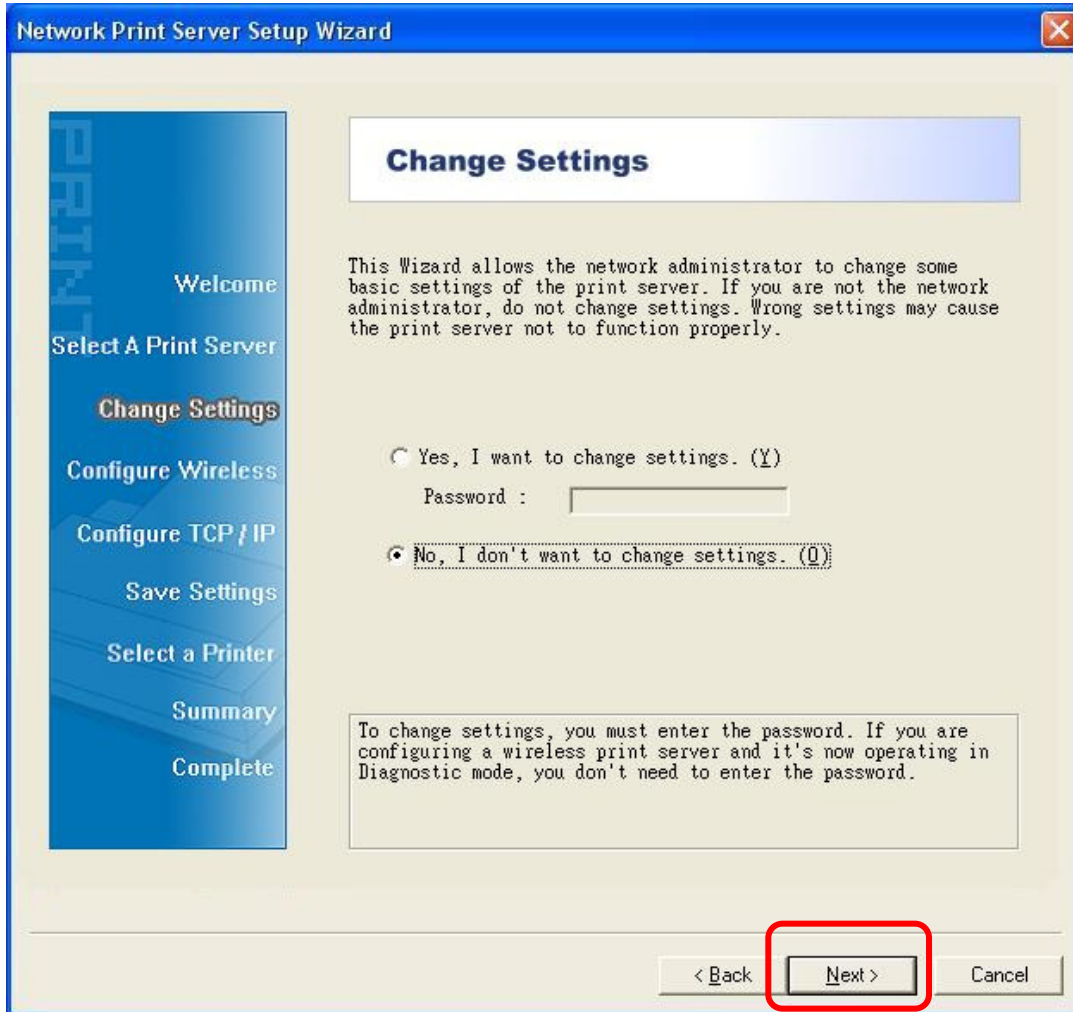 Network Print Server Setup Wizard
PRINT
Change Settings
This Wizard allows the network administrator to change some
basic settings of the print server. If you are not the network
administrator, do not change settings. Wrong settings may cause
the print server not to function properly.
Welcome
Select A Print Server
Change Settings
Configure Wireless
Configure TCP / IP
Save Settings
Select a Printer
Summary
Complete
Yes, I want to change settings. (Y)
Password :
No, I don't want to change settings. (O)
To change settings, you must enter the password. If you are
configuring a wireless print server and it's now operating in
Diagnostic mode, you don't need to enter the password.
< Back
Next >
Cancel